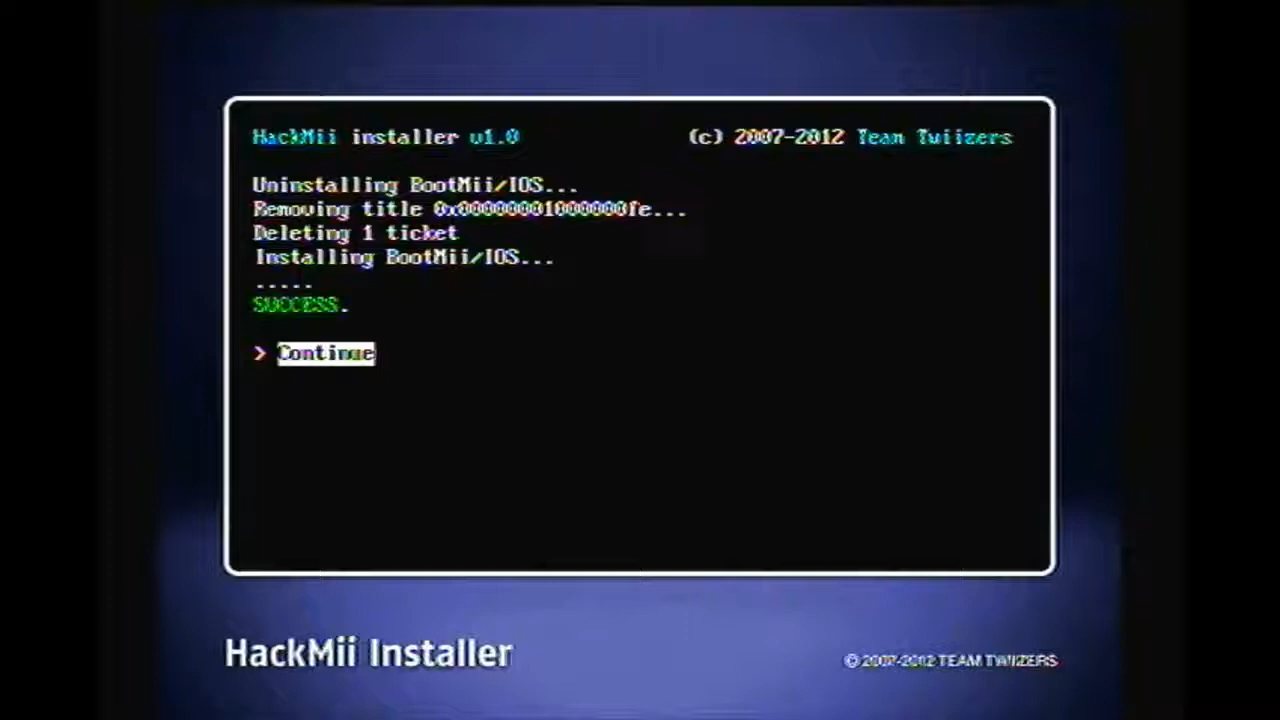 HackMii installer v1.0 (c) 2007-2012 Team Twiizers
Uninstalling BootMii/IOS...
Removing title 0x00000001000000fe...
Deleting 1 ticket
Installing BootMii/IOS...
.....
SUCCESS.
> Continue
HackMii Installer © 2007-2012 TEAM TWIIZERS